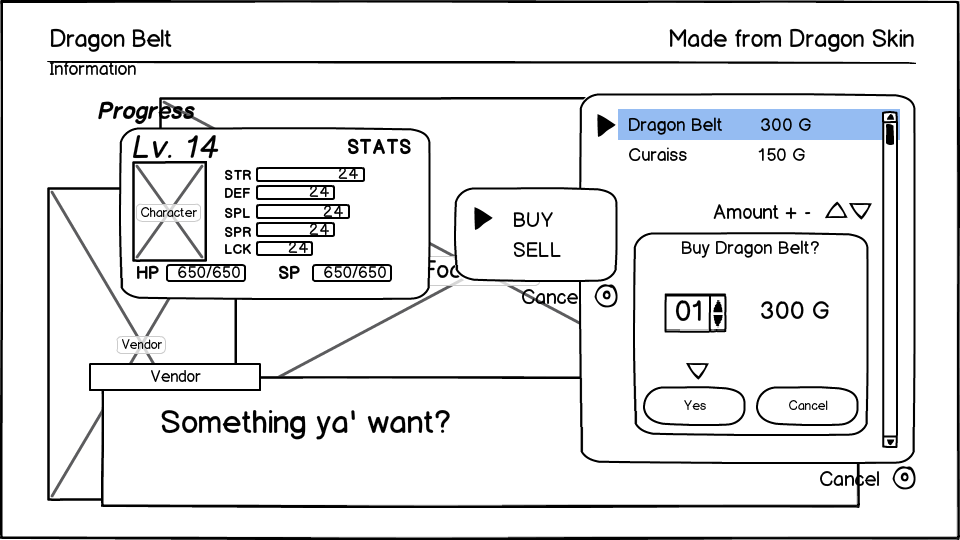 Dragon Belt
Made from Dragon Skin
Information
Progress
Lv. 14
STATS
Character
STR 24
DEF 24
SPL 24
SPR 24
LCK 24
HP 650/650
SP 650/650
BUY
SELL
Cancel
Dragon Belt 300 G
Curaiss 150 G
Amount + -
Buy Dragon Belt?
01
300 G
Yes
Cancel
Vendor
Vendor
Something ya' want?
Cancel